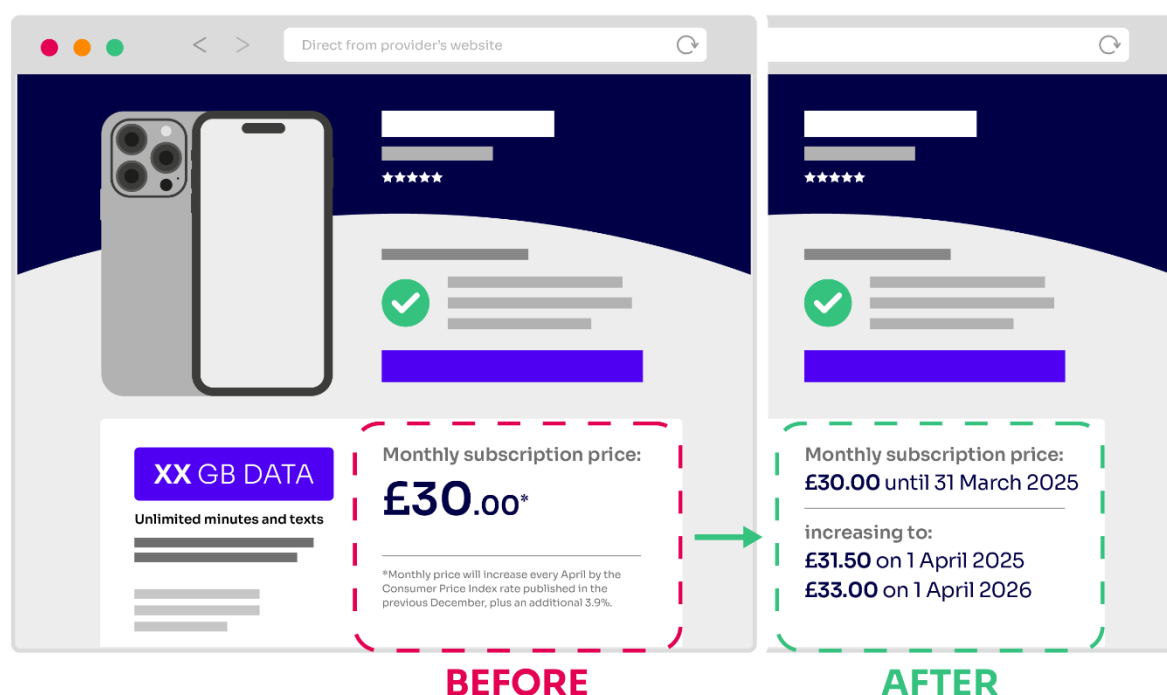 Direct from provider's website
XX GB DATA
Unlimited minutes and texts
Monthly subscription price:
£30.00*
*Monthly price will increase every April by the
Consumer Price Index rate published in the
previous December, plus an additional 3.9%.
BEFORE
Monthly subscription price:
£30.00 until 31 March 2025
increasing to:
£31.50 on 1 April 2025
£33.00 on 1 April 2026
AFTER